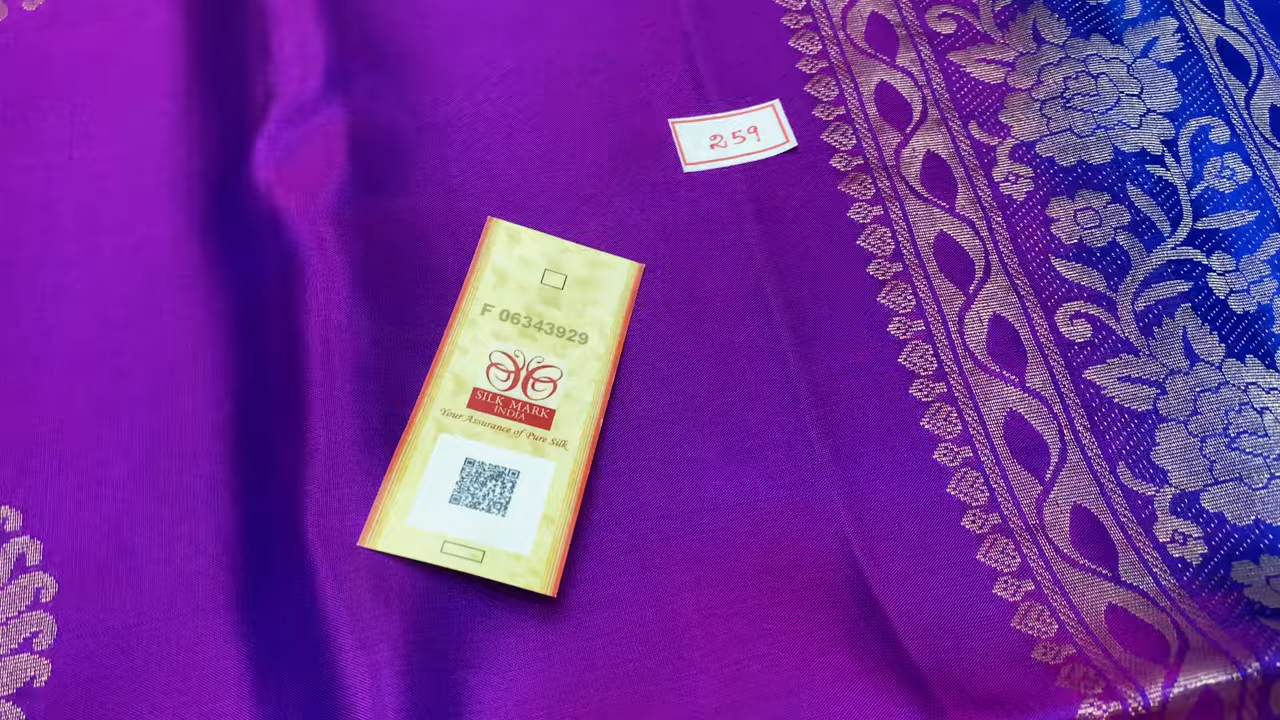 259
F 06343929
SILK MARK
INDIA
Your Assurance of Pure Silk